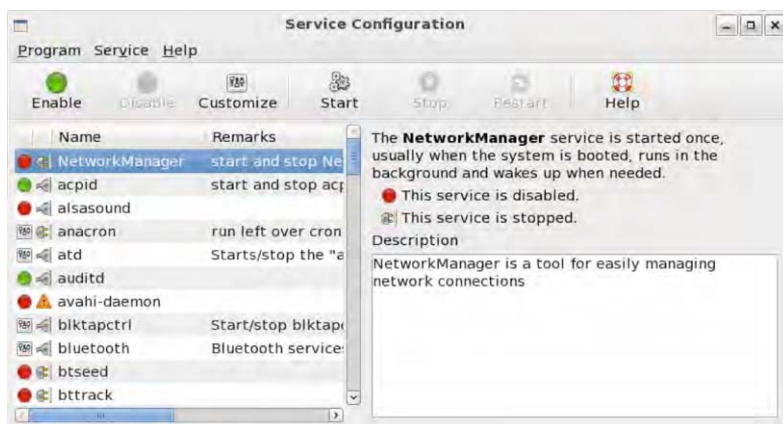 Service Configuration
Program Service Help
Enable Disable Customize Start Stop Restart Help
Name Remarks
NetworkManager start and stop Ne
acpid start and stop acp
alsasound
anacron run left over cron
atd Starts/stop the "a
auditd
avahi-daemon
blktapctrl Start/stop blktap
bluetooth Bluetooth service
btseed
bttrack
The NetworkManager service is started once,
usually when the system is booted, runs in the
background and wakes up when needed.
This service is disabled.
This service is stopped.
Description
NetworkManager is a tool for easily managing
network connections